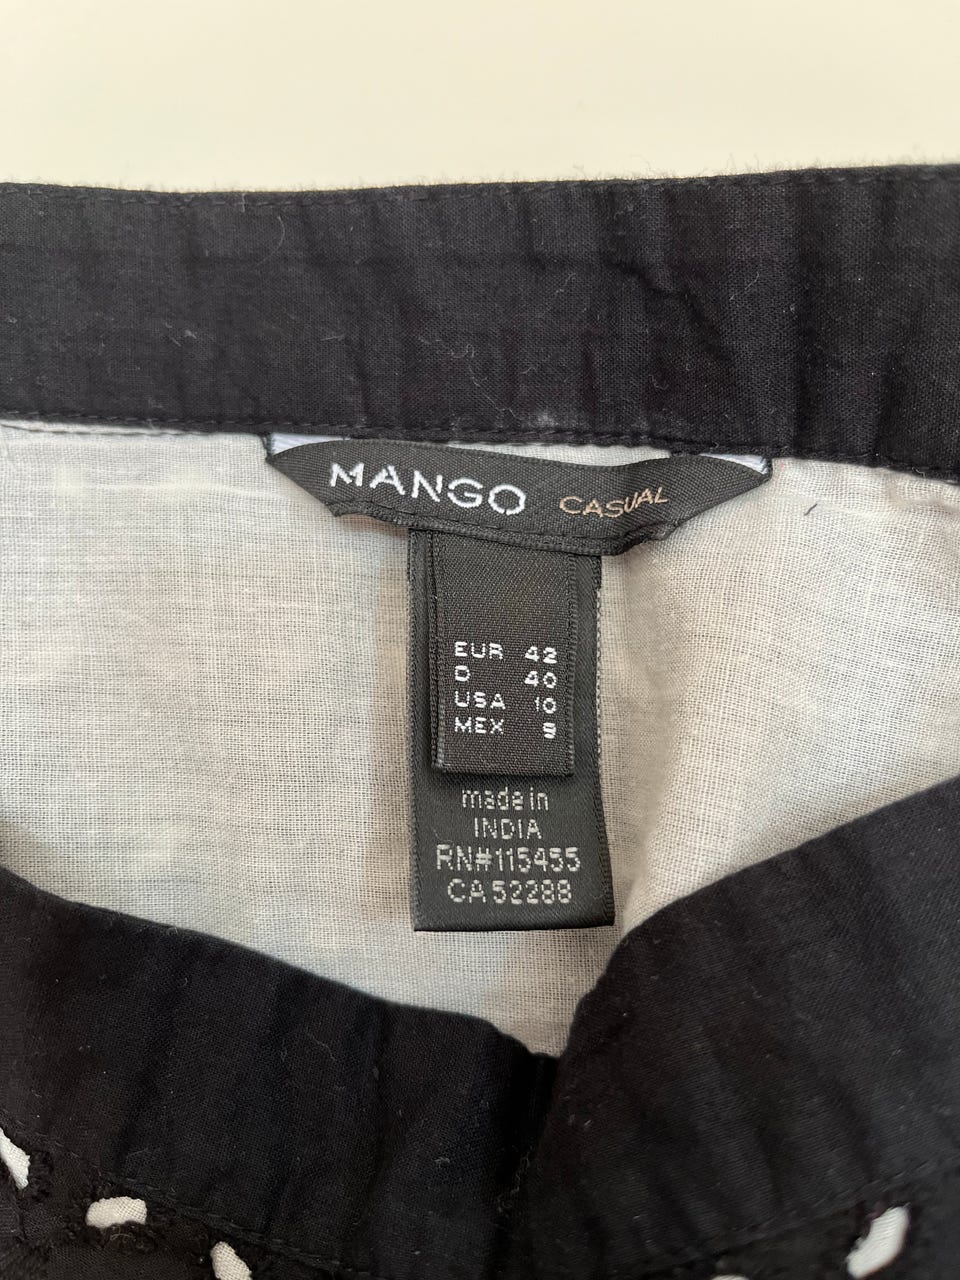 MANGO CASUAL
EUR 42
D 40
USA 10
MEX 9
made in
INDIA
RN#115455
CA 52288